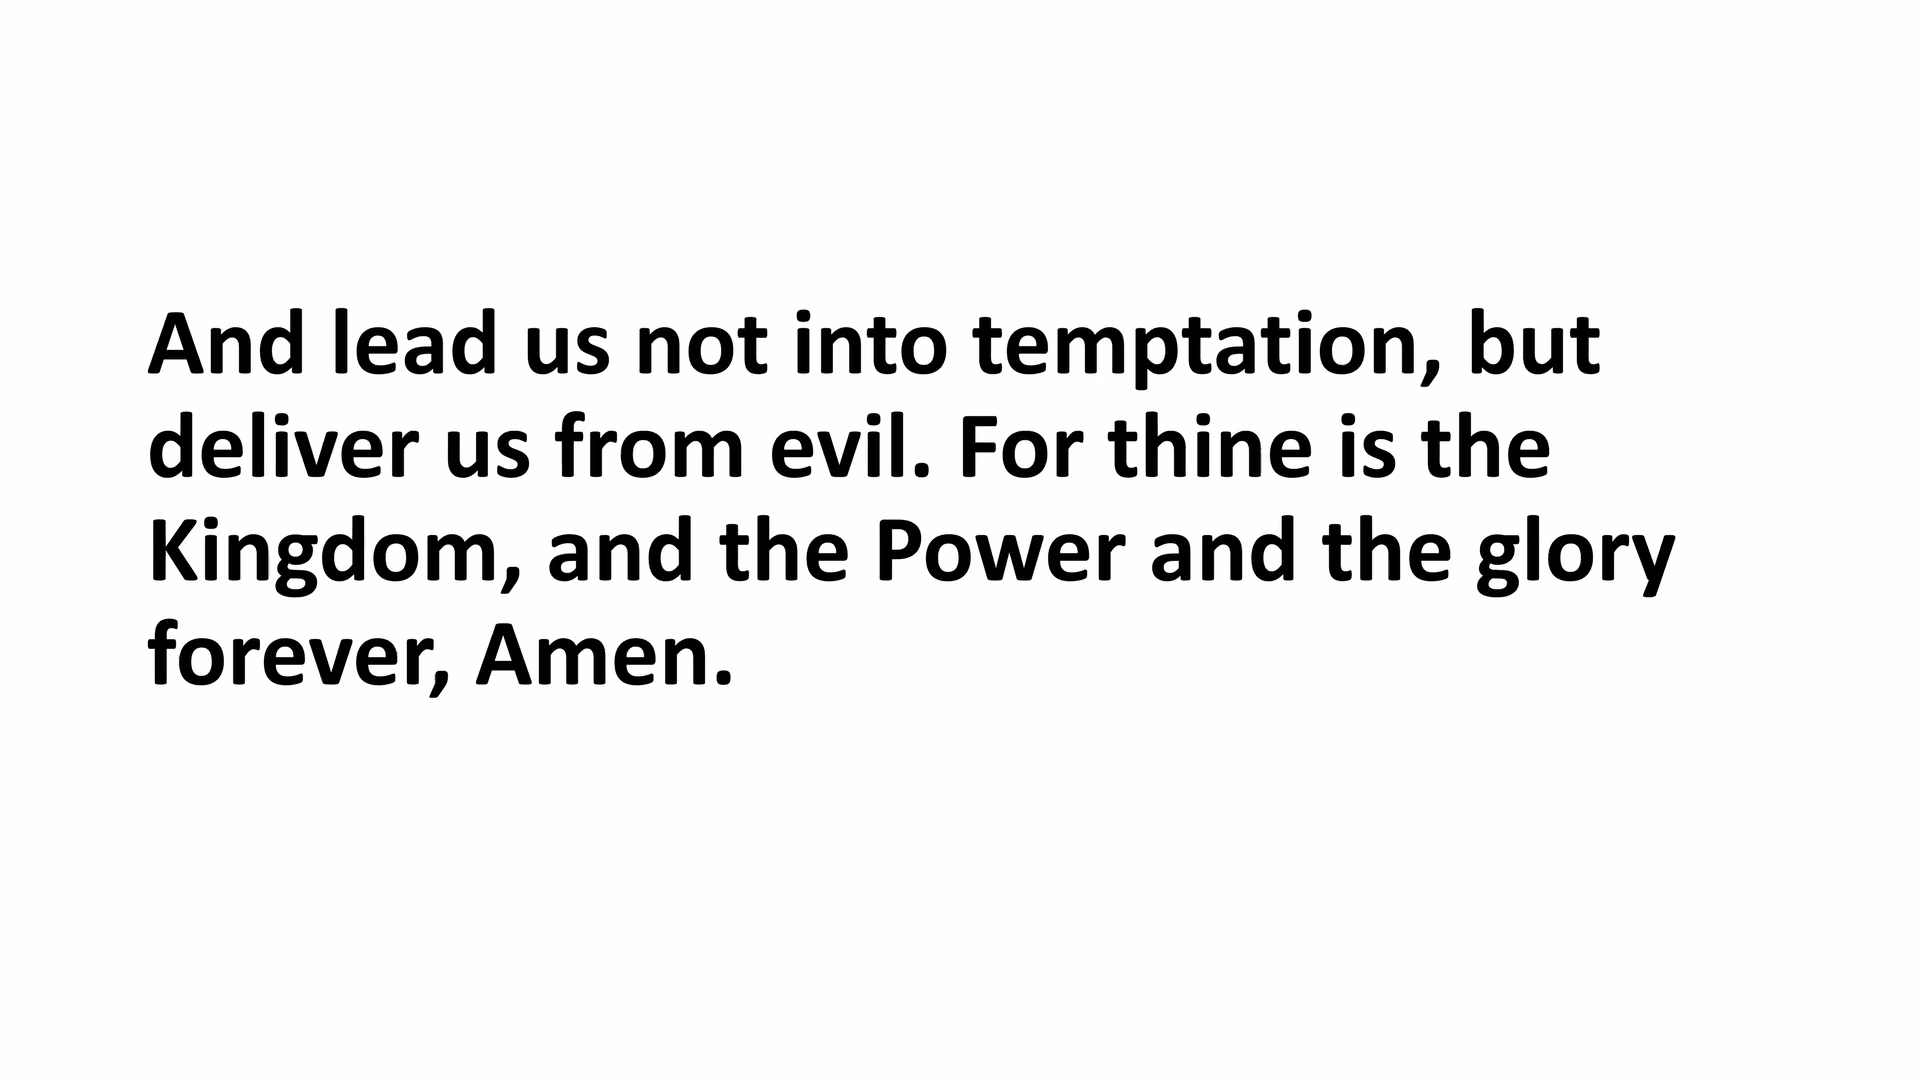 And lead us not into temptation, but
deliver us from evil. For thine is the
Kingdom, and the Power and the glory
forever, Amen.